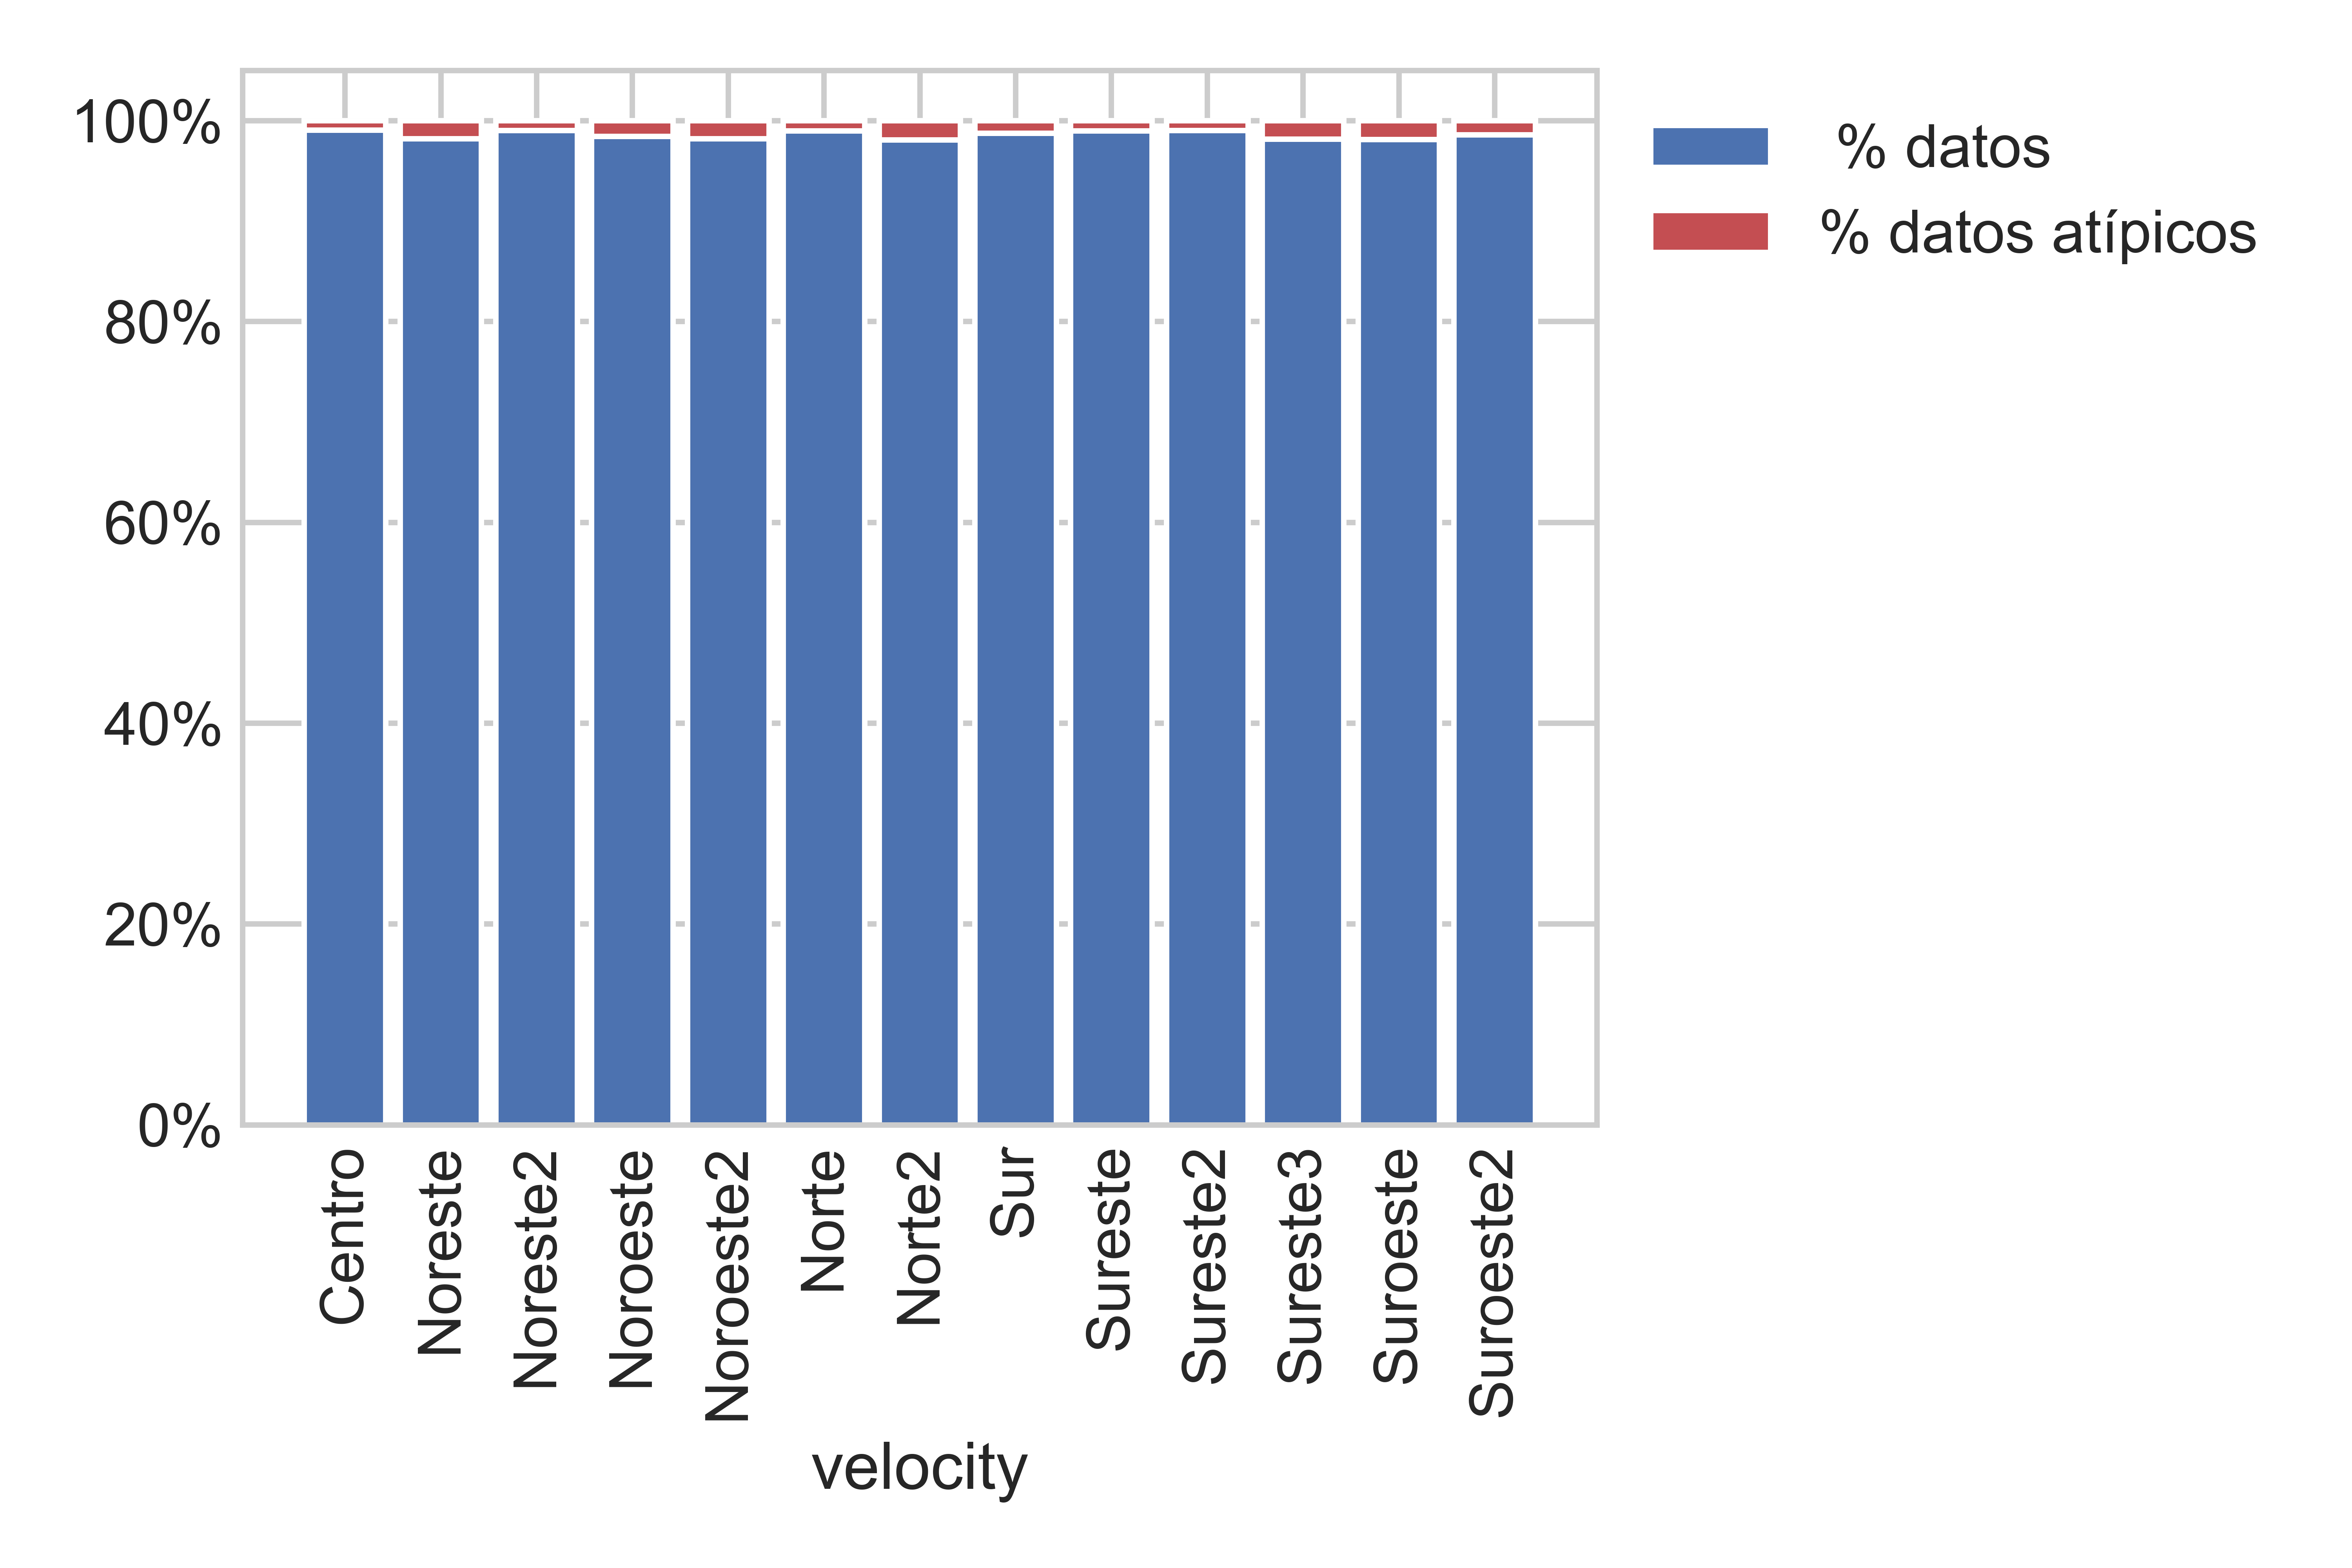 100%
80%
60%
40%
20%
0%
% datos
% datos atípicos
Centro
Noreste
Noreste2
Noroeste
Noroeste2
Norte
Norte2
Sur
Sureste
Sureste2
Sureste3
Suroeste
Suroeste2
velocity